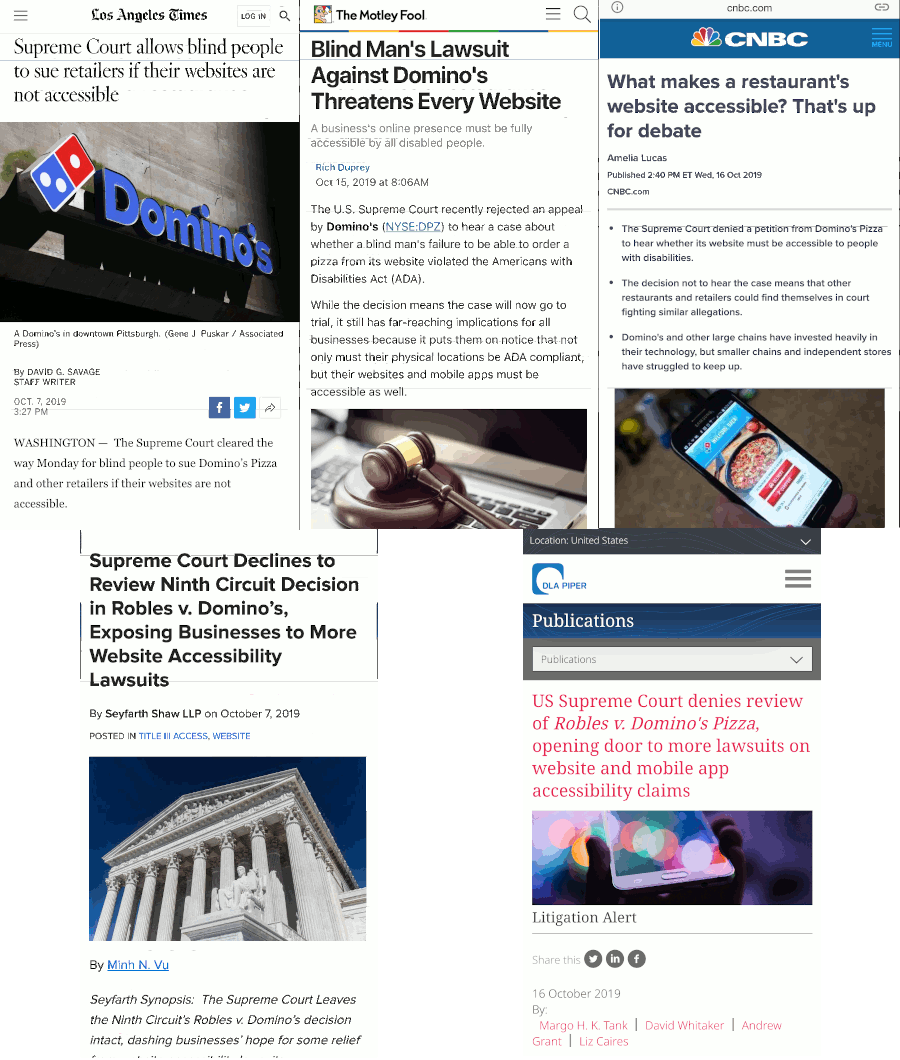 Los Angeles Times
LOG IN
Supreme Court allows blind people
to sue retailers if their websites are
not accessible
Domino's
A Domino's in downtown Pittsburgh. (Gene J. Puskar / Associated
Press)
By DAVID G. SAVAGE
STAFF WRITER
OCT. 7, 2019
3:27 PM
WASHINGTON — The Supreme Court cleared the
way Monday for blind people to sue Domino's Pizza
and other retailers if their websites are not
accessible.
The Motley Fool
Blind Man's Lawsuit
Against Domino's
Threatens Every Website
A business's online presence must be fully
accessible by all disabled people.
Rich Duprey
Oct 15, 2019 at 8:06AM
The U.S. Supreme Court recently rejected an appeal
by Domino's (NYSE:DPZ) to hear a case about
whether a blind man's failure to be able to order a
pizza from its website violated the Americans with
Disabilities Act (ADA).
While the decision means the case will now go to
trial, it still has far-reaching implications for all
businesses because it puts them on notice that not
only must their physical locations be ADA compliant,
but their websites and mobile apps must be
accessible as well.
cnbc.com
CNBC
MENU
What makes a restaurant's
website accessible? That's up
for debate
Amelia Lucas
Published 2:40 PM ET Wed, 16 Oct 2019
CNBC.com
• The Supreme Court denied a petition from Domino's Pizza
to hear whether its website must be accessible to people
with disabilities.
• The decision not to hear the case means that other
restaurants and retailers could find themselves in court
fighting similar allegations.
• Domino's and other large chains have invested heavily in
their technology, but smaller chains and independent stores
have struggled to keep up.
Supreme Court Declines to
Review Ninth Circuit Decision
in Robles v. Domino's,
Exposing Businesses to More
Website Accessibility
Lawsuits
By Seyfarth Shaw LLP on October 7, 2019
POSTED IN TITLE III ACCESS, WEBSITE
By Minh N. Vu
Seyfarth Synopsis: The Supreme Court Leaves
the Ninth Circuit's Robles v. Domino's decision
intact, dashing businesses' hope for some relief
Location: United States
DLA PIPER
Publications
Publications
US Supreme Court denies review
of Robles v. Domino's Pizza,
opening door to more lawsuits on
website and mobile app
accessibility claims
Litigation Alert
Share this
16 October 2019
By:
Margo H. K. Tank | David Whitaker | Andrew
Grant | Liz Caires